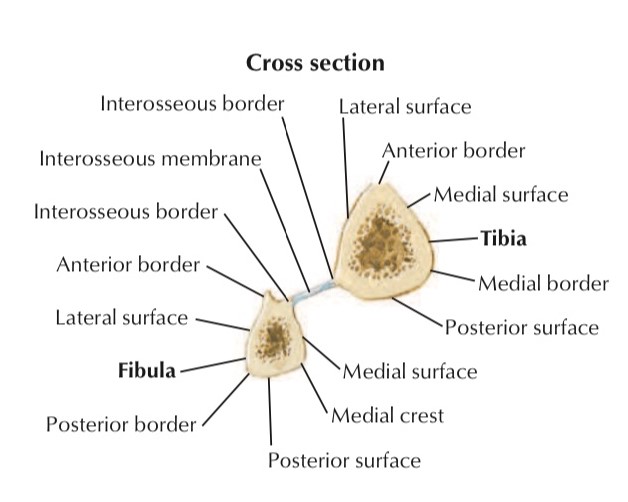 Cross section
Interosseous border
Lateral surface
Interosseous membrane
Anterior border
Medial surface
Interosseous border
Tibia
Anterior border
Medial border
Lateral surface
Posterior surface
Fibula
Medial surface
Medial crest
Posterior border
Posterior surface